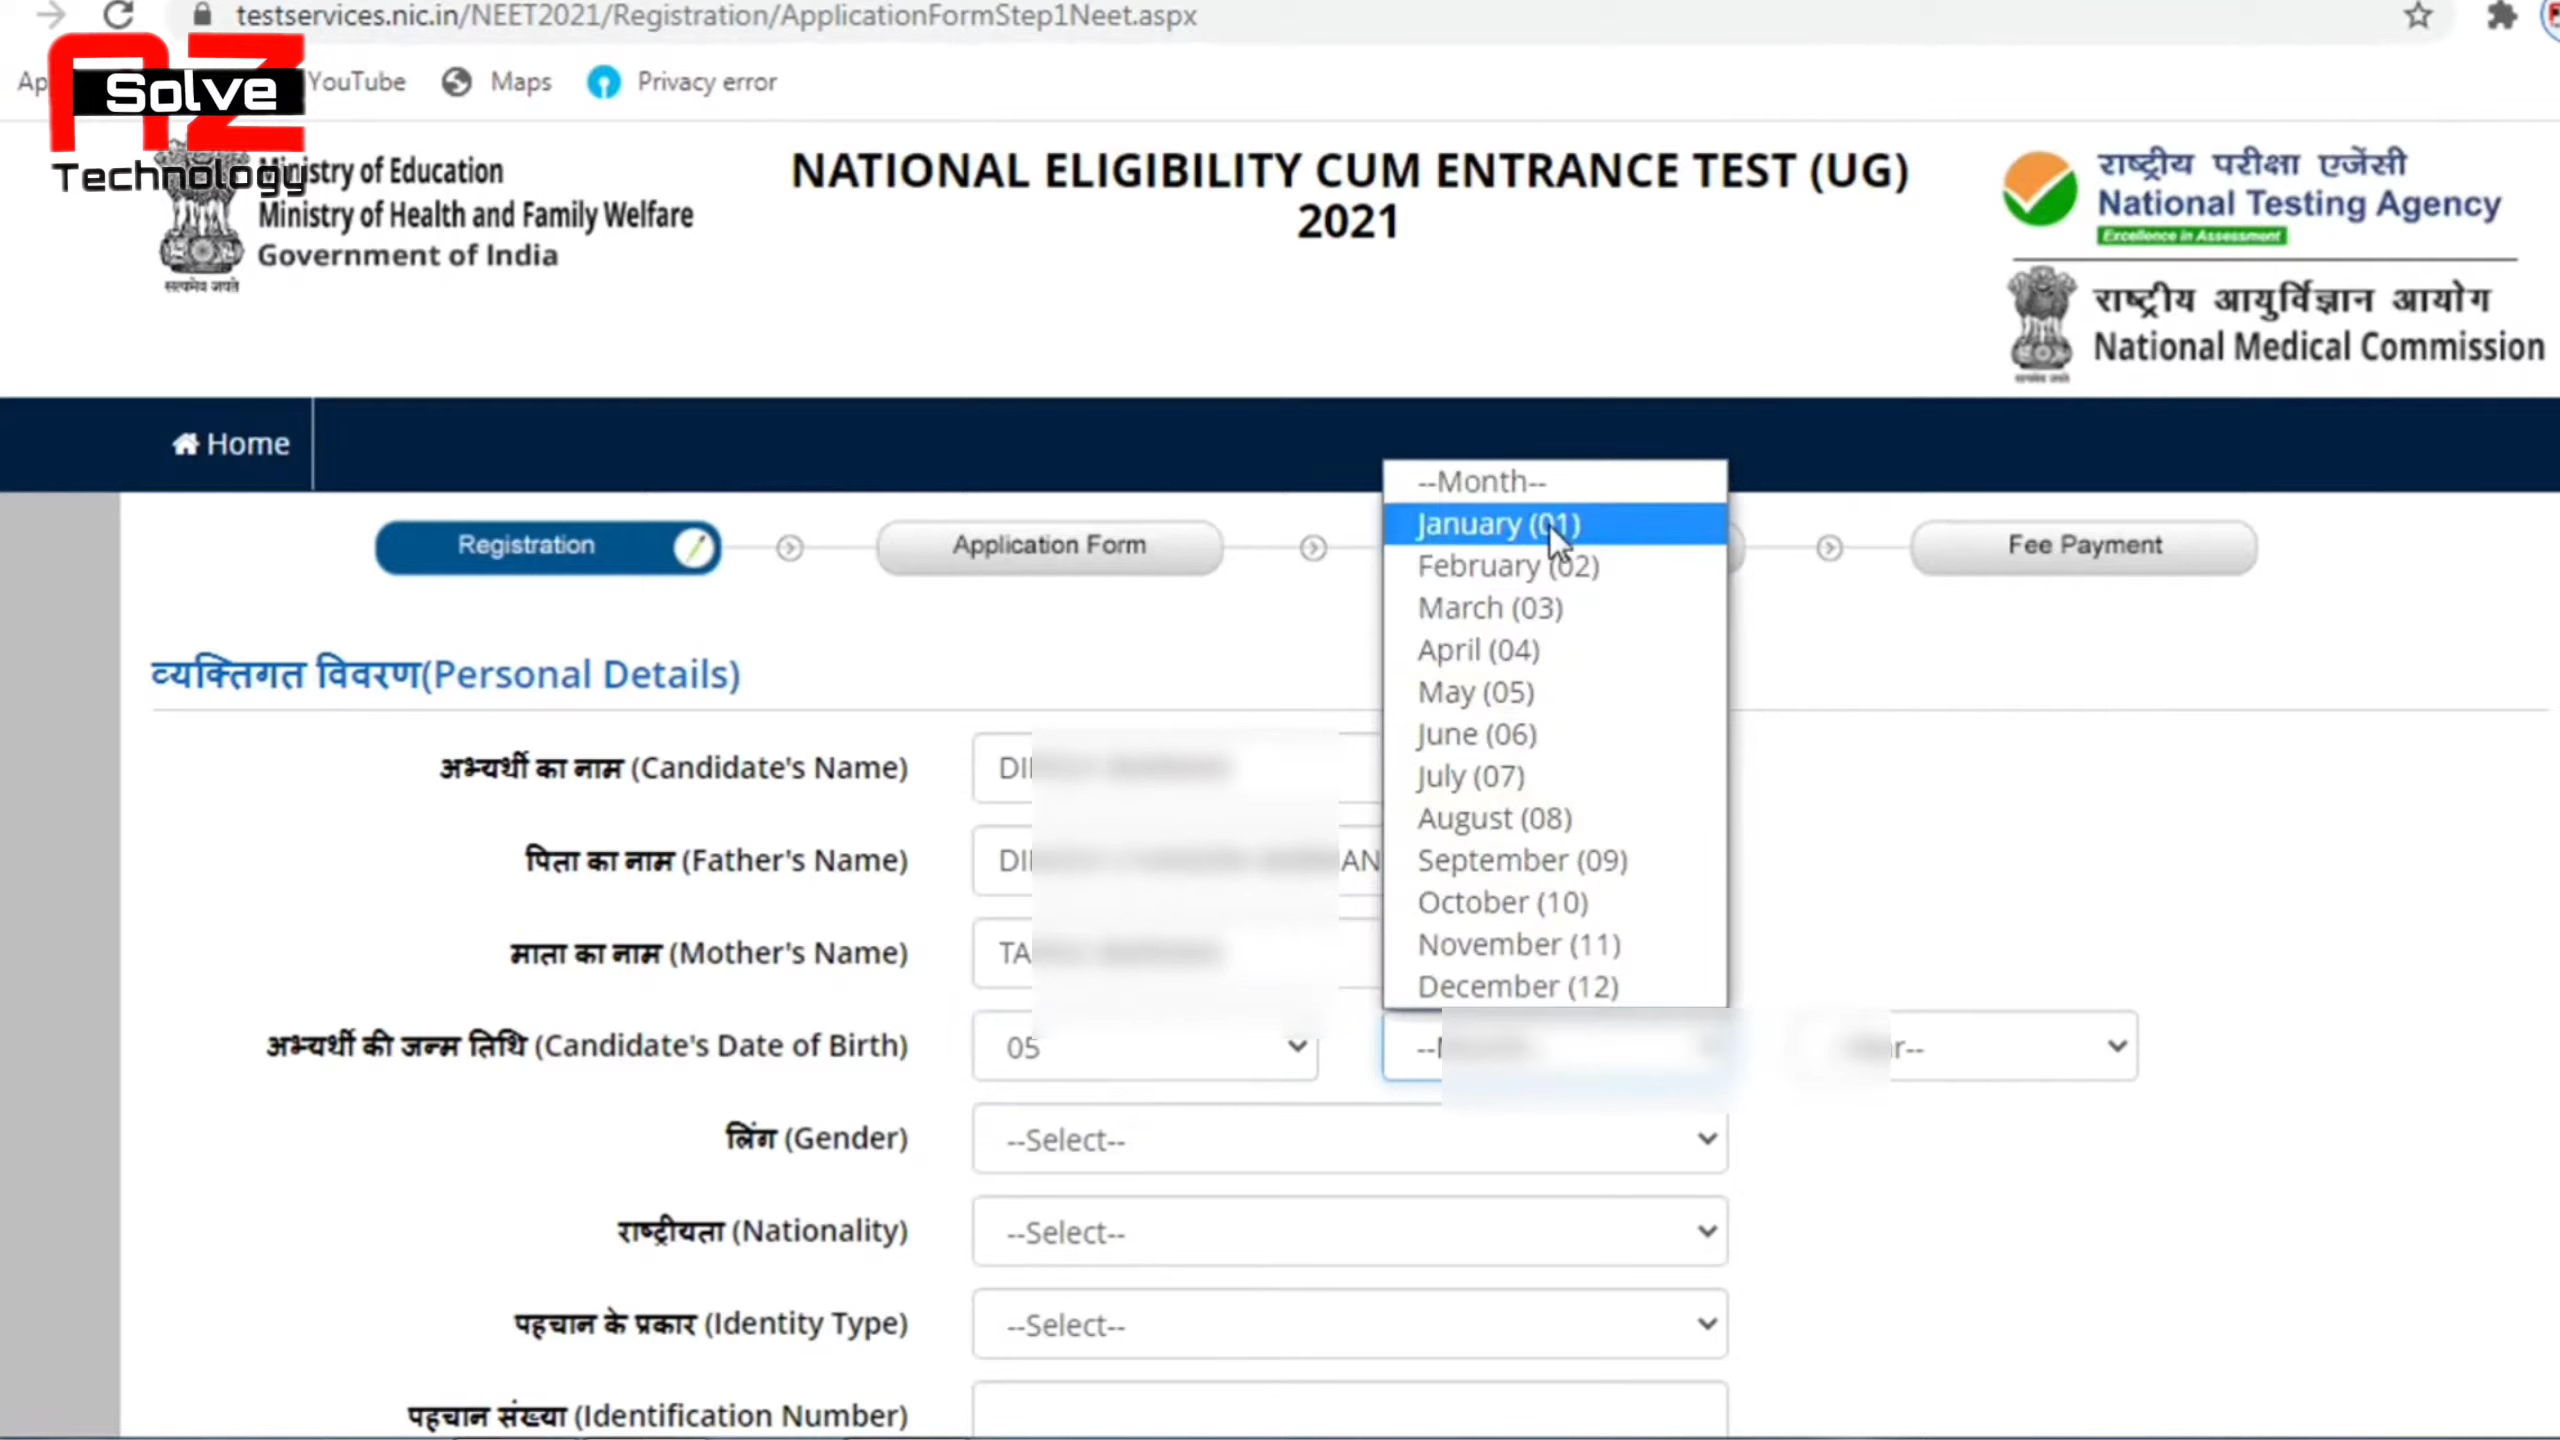 testservices.nic.in/NEET2021/Registration/ApplicationFormStep1Neet.aspx
Solve
AZ
Technology
YouTube
Maps
Privacy error
Ministry of Education
Ministry of Health and Family Welfare
Government of India
सत्यमेव जयते
NATIONAL ELIGIBILITY CUM ENTRANCE TEST (UG)
2021
राष्ट्रीय परीक्षा एजेंसी
National Testing Agency
Excellence in Assessment
राष्ट्रीय आयुर्विज्ञान आयोग
National Medical Commission
Home
Registration
Application Form
Fee Payment
--Month--
January (01)
February (02)
March (03)
April (04)
May (05)
June (06)
July (07)
August (08)
September (09)
October (10)
November (11)
December (12)
व्यक्तिगत विवरण(Personal Details)
अभ्यर्थी का नाम (Candidate's Name)
पिता का नाम (Father's Name)
माता का नाम (Mother's Name) TA
अभ्यर्थी की जन्म तिथि (Candidate's Date of Birth) 05
लिंग (Gender) --Select--
राष्ट्रीयता (Nationality) --Select--
पहचान के प्रकार (Identity Type) --Select--
पहचान संख्या (Identification Number)